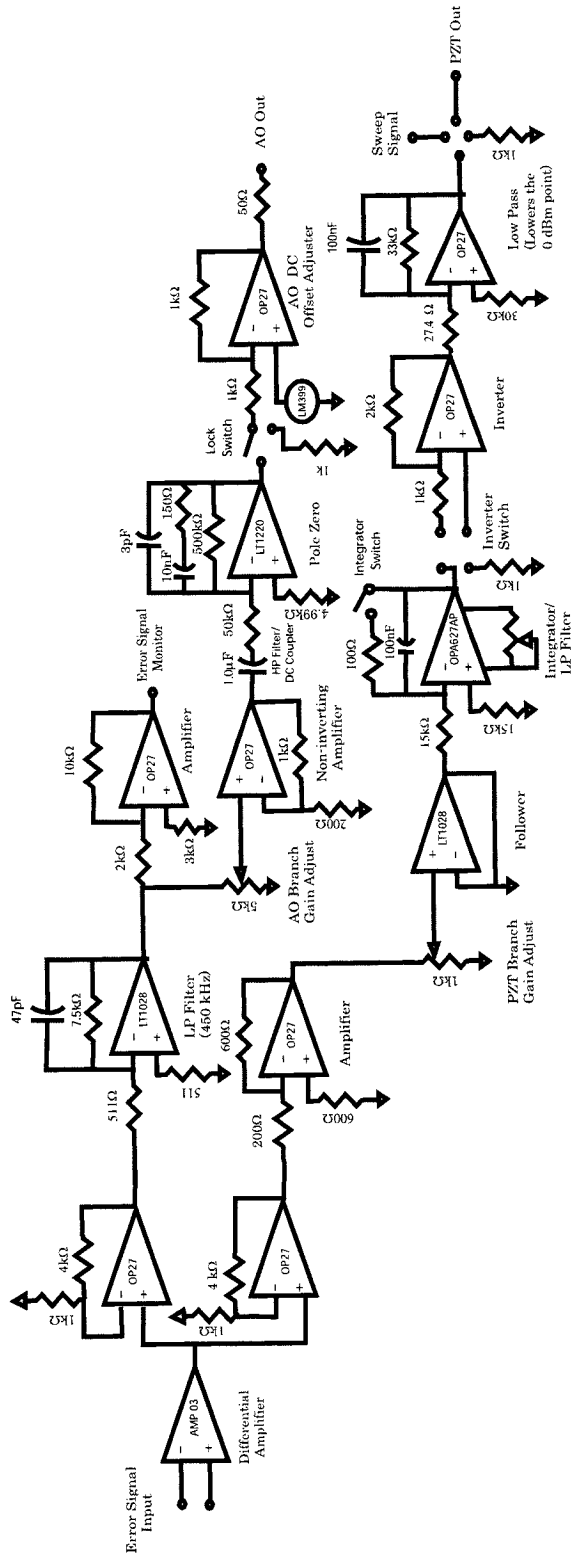 Error Signal
Input
AMP 03
Differential
Amplifier
1kΩ
4kΩ
OP27
511Ω
47pF
7.5kΩ
LT1028
511
LP Filter
(450 kHz)
2kΩ
10kΩ
OP27
3kΩ
Amplifier
Error Signal
Monitor
5kΩ
AO Branch
Gain Adjust
OP27
1kΩ
200Ω
Non-inverting
Amplifier
1.0μF
HP Filter/
DC Coupler
50kΩ
3pF
10nF
150Ω
500kΩ
LT1220
4.99kΩ
Pole Zero
Lock
Switch
1k
1kΩ
1kΩ
OP27
LM399
AO DC
Offset Adjuster
50Ω
AO Out
1kΩ
4 kΩ
OP27
200Ω
600Ω
OP27
600Ω
Amplifier
1kΩ
PZT Branch
Gain Adjust
LT1028
Follower
15kΩ
100Ω
100nF
Integrator
Switch
OPA627AP
15kΩ
Integrator/
LP Filter
1kΩ
Inverter
Switch
1kΩ
2kΩ
OP27
Inverter
27.4 Ω
100nF
33kΩ
OP27
30kΩ
Low Pass
(Lowers the
0 dBm point)
Sweep
Signal
1kΩ
PZT Out